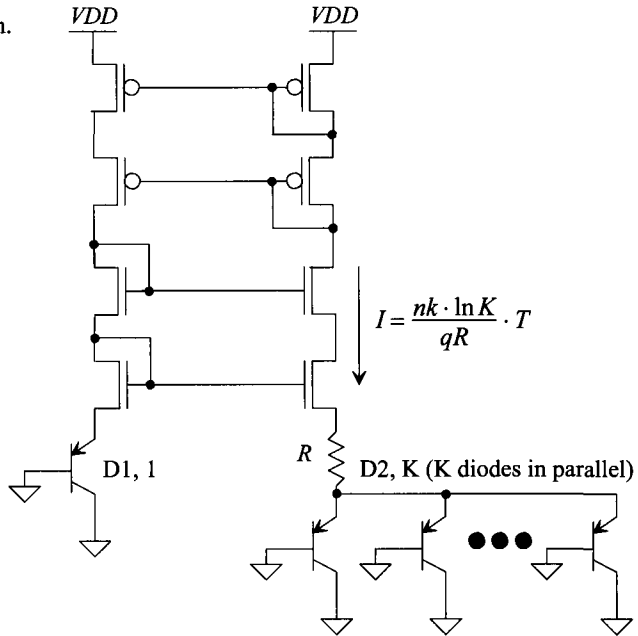 n.
VDD VDD
I = nk · ln K / qR · T
R
D1, 1
D2, K (K diodes in parallel)